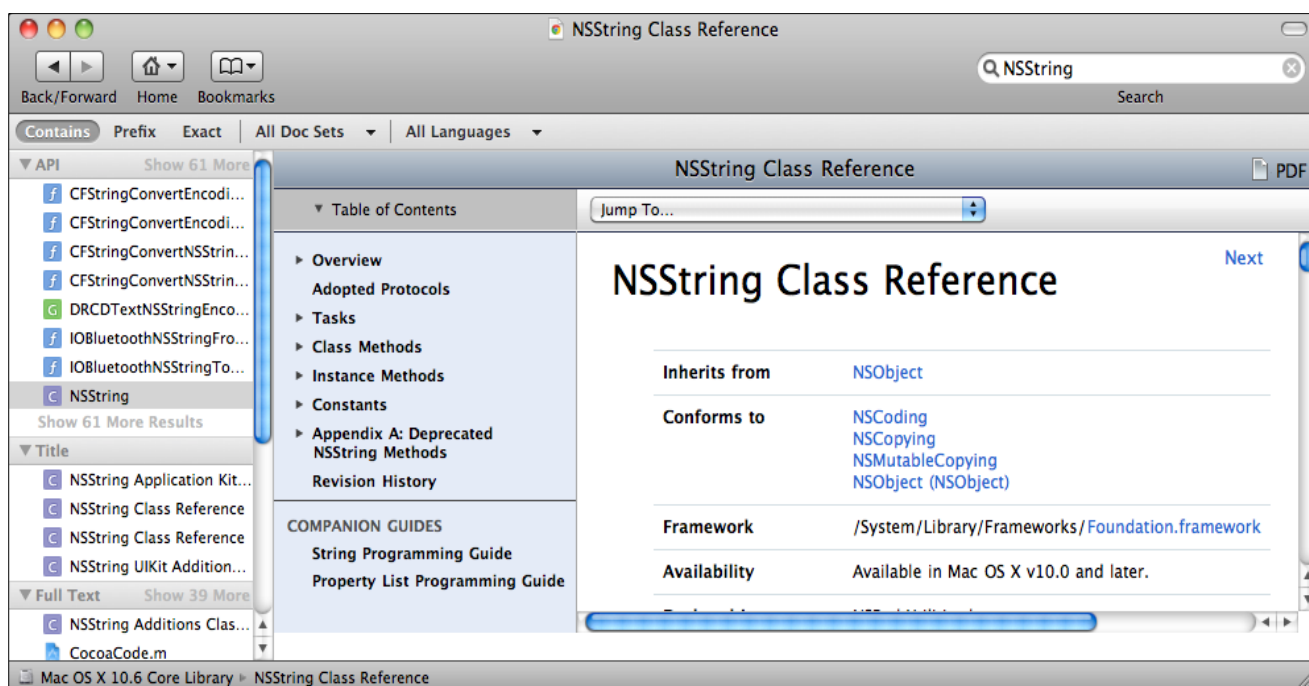 NSString Class Reference
NSString
Back/Forward Home Bookmarks
Search
Contains Prefix Exact All Doc Sets All Languages
API Show 61 More
CFStringConvertEncodi...
CFStringConvertEncodi...
CFStringConvertNSStrin...
CFStringConvertNSStrin...
DRCDTextNSStringEnco...
IOBluetoothNSStringFro...
IOBluetoothNSStringTo...
NSString
Show 61 More Results
Title
NSString Application Kit...
NSString Class Reference
NSString Class Reference
NSString UIKit Addition...
Full Text Show 39 More
NSString Additions Clas...
CocoaCode.m
NSString Class Reference
PDF
Table of Contents
Jump To...
Overview
Adopted Protocols
Tasks
Class Methods
Instance Methods
Constants
Appendix A: Deprecated
NSString Methods
Revision History
COMPANION GUIDES
String Programming Guide
Property List Programming Guide
Next
NSString Class Reference
Inherits from NSObject
Conforms to NSCoding
NSCopying
NSMutableCopying
NSObject (NSObject)
Framework /System/Library/Frameworks/Foundation.framework
Availability Available in Mac OS X v10.0 and later.
Mac OS X 10.6 Core Library NSString Class Reference